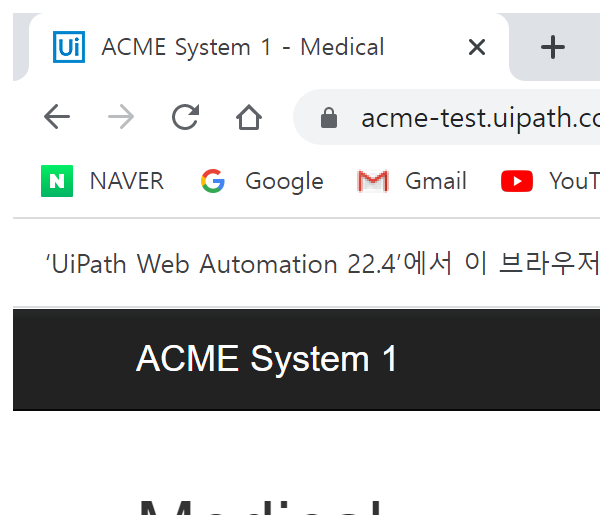 Ui ACME System 1 - Medical
acme-test.uipath.co
N NAVER Google Gmail YouT
‘UiPath Web Automation 22.4’에서 이 브라우저
ACME System 1
Medical